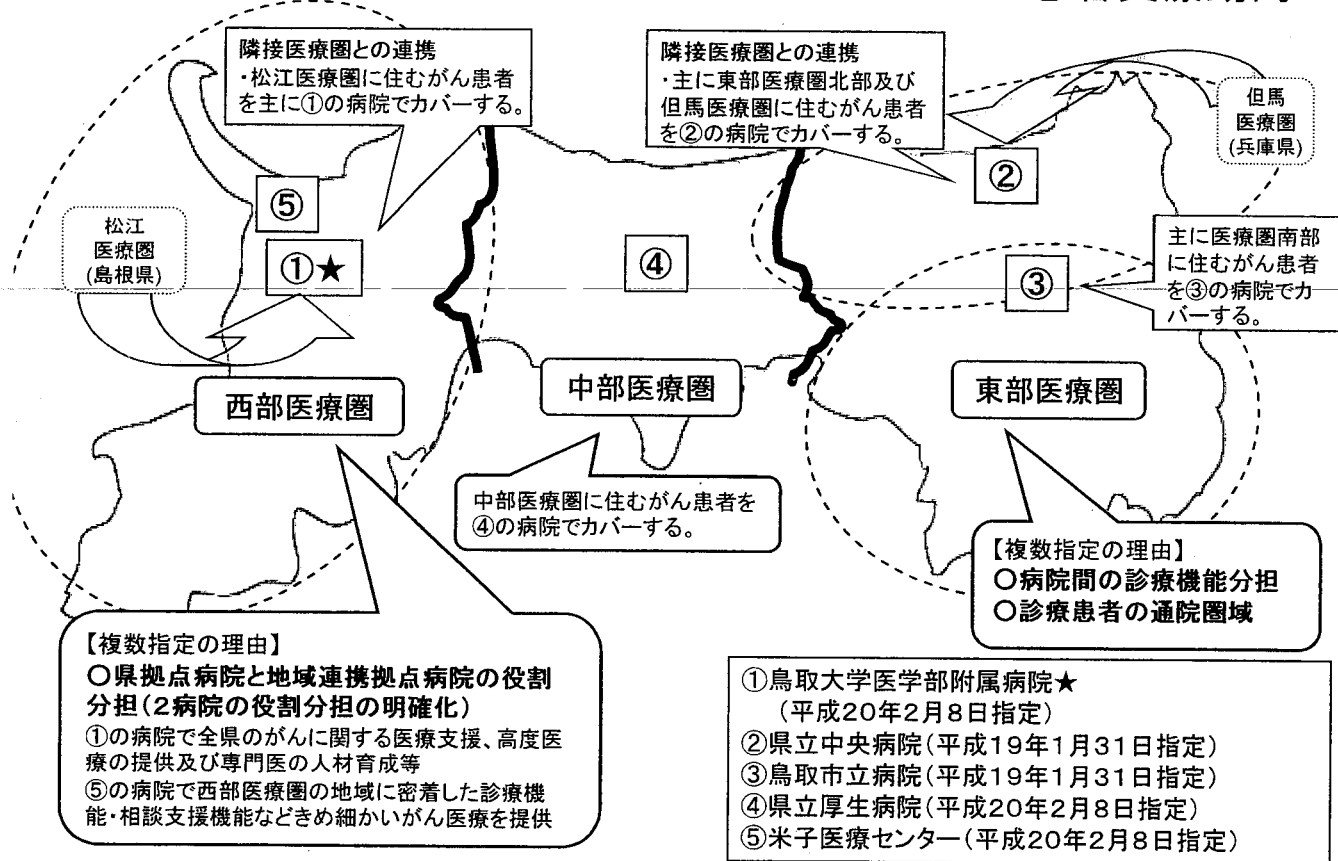 隣接医療圏との連携
・松江医療圏に住むがん患者
を主に①の病院でカバーする。
隣接医療圏との連携
・主に東部医療圏北部及び
但馬医療圏に住むがん患者
を②の病院でカバーする。
但馬
医療圏
(兵庫県)
②
⑤
松江
医療圏
(島根県)
①★
④
③
主に医療圏南部
に住むがん患者
を③の病院でカ
バーする。
西部医療圏
中部医療圏
東部医療圏
中部医療圏に住むがん患者を
④の病院でカバーする。
【複数指定の理由】
○病院間の診療機能分担
○診療患者の通院圏域
【複数指定の理由】
○県拠点病院と地域連携拠点病院の役割
分担(2病院の役割分担の明確化)
①の病院で全県のがんに関する医療支援、高度医
療の提供及び専門医の人材育成等
⑤の病院で西部医療圏の地域に密着した診療機
能・相談支援機能などきめ細かいがん医療を提供
①鳥取大学医学部附属病院★
(平成20年2月8日指定)
②県立中央病院(平成19年1月31日指定)
③鳥取市立病院(平成19年1月31日指定)
④県立厚生病院(平成20年2月8日指定)
⑤米子医療センター(平成20年2月8日指定)